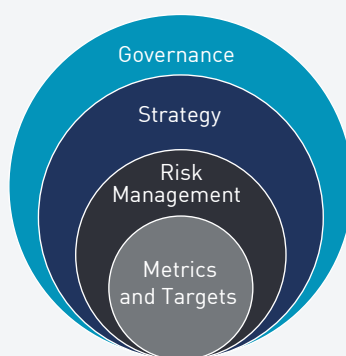 Governance
Strategy
Risk
Management
Metrics
and Targets